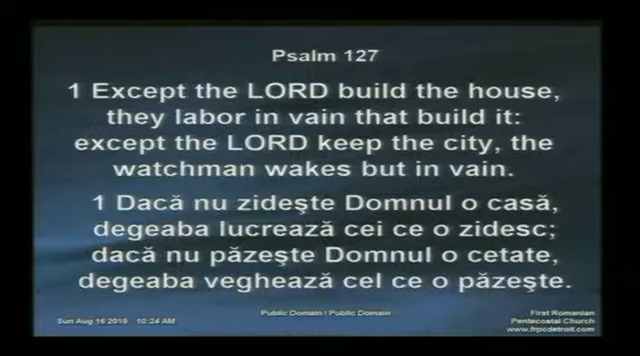 Psalm 127
1 Except the LORD build the house,
they labor in vain that build it:
except the LORD keep the city, the
watchman wakes but in vain.
1 Dacă nu zideşte Domnul o casă,
degeaba lucrează cei ce o zidesc;
dacă nu păzeşte Domnul o cetate,
degeaba veghează cel ce o păzeşte.
Public Domain / Public Domain
Sun Aug 16 2015 10:24 AM
First Romanian
Pentecostal Church
www.frpcdetroit.com